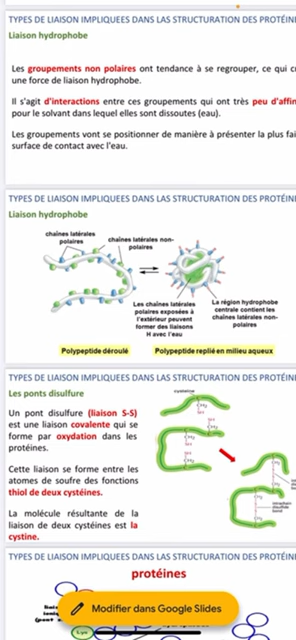 TYPES DE LIAISON IMPLIQUEES DANS LAS STRUCTURATION DES PROTÉIN
Liaison hydrophobe
Les groupements non polaires ont tendance à se regrouper, ce qui
une force de liaison hydrophobe.
Il s'agit d'interactions entre ces groupements qui ont très peu d'affin
pour le solvant dans lequel elles sont dissoutes (eau).
Les groupements vont se positionner de manière à présenter la plus fai
surface de contact avec l'eau.
TYPES DE LIAISON IMPLIQUEES DANS LAS STRUCTURATION DES PROTÉIN
Liaison hydrophobe
chaînes latérales
polaires
chaînes latérales non-
polaires
Les chaînes latérales
polaires exposées à
l'extérieur peuvent
former des liaisons
H avec l'eau
La région hydrophobe
centrale contient les
chaînes latérales non-
polaires
Polypeptide déroulé
Polypeptide replié en milieu aqueux
TYPES DE LIAISON IMPLIQUEES DANS LAS STRUCTURATION DES PROTÉIN
Les ponts disulfure
Un pont disulfure (liaison S-S)
est une liaison covalente qui se
forme par oxydation dans les
protéines.
Cette liaison se forme entre les
atomes de soufre des fonctions
thiol de deux cystéines.
La molécule résultante de la
liaison de deux cystéines est la
cystine.
TYPES DE LIAISON IMPLIQUEES DANS LAS STRUCTURATION DES PROTÉIN
protéines
Modifier dans Google Slides
Lys